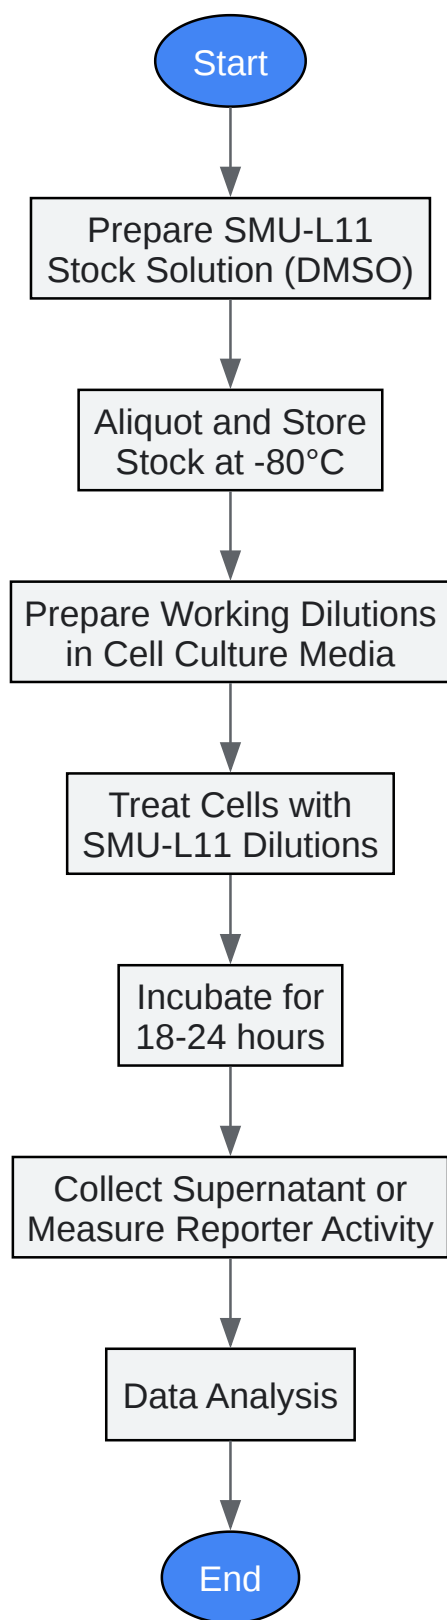 Start
Prepare SMU-L11
Stock Solution (DMSO)
Aliquot and Store
Stock at -80°C
Prepare Working Dilutions
in Cell Culture Media
Treat Cells with
SMU-L11 Dilutions
Incubate for
18-24 hours
Collect Supernatant or
Measure Reporter Activity
Data Analysis
End